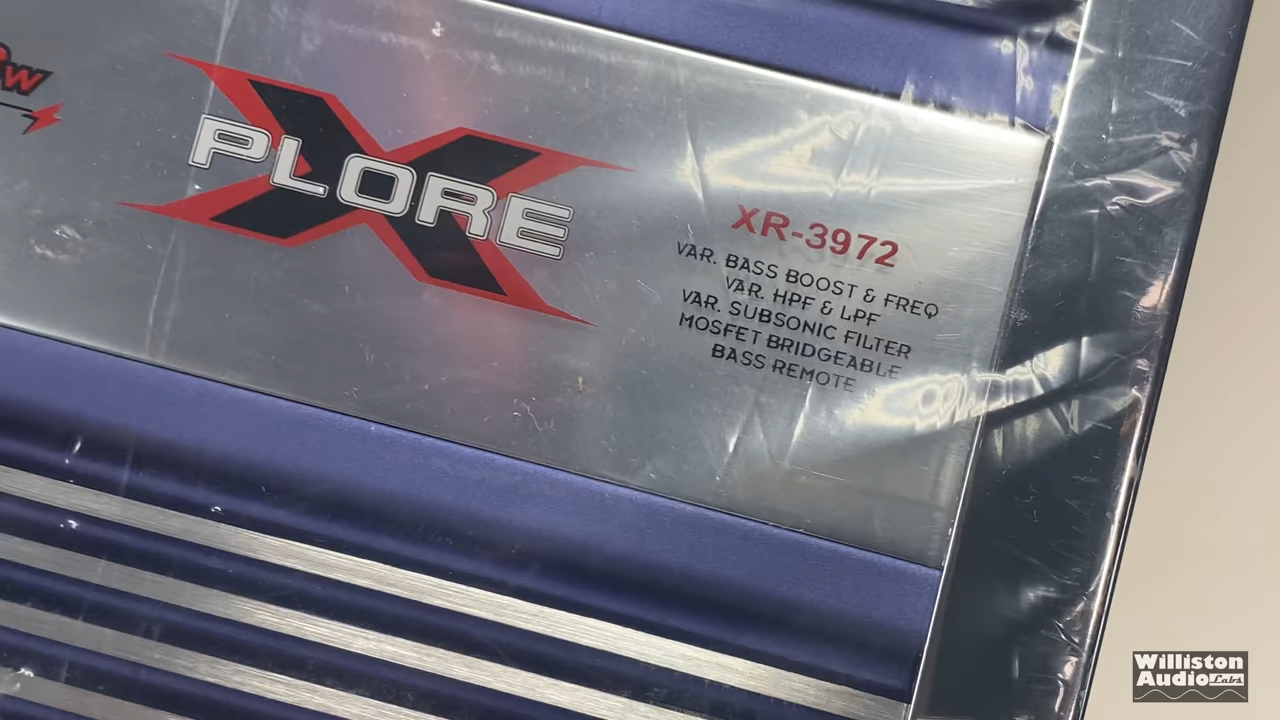 XPLORE
XR-3972
VAR. BASS BOOST & FREQ
VAR. HPF & LPF
VAR. SUBSONIC FILTER
MOSFET BRIDGEABLE
BASS REMOTE
Williston
Audio Labs